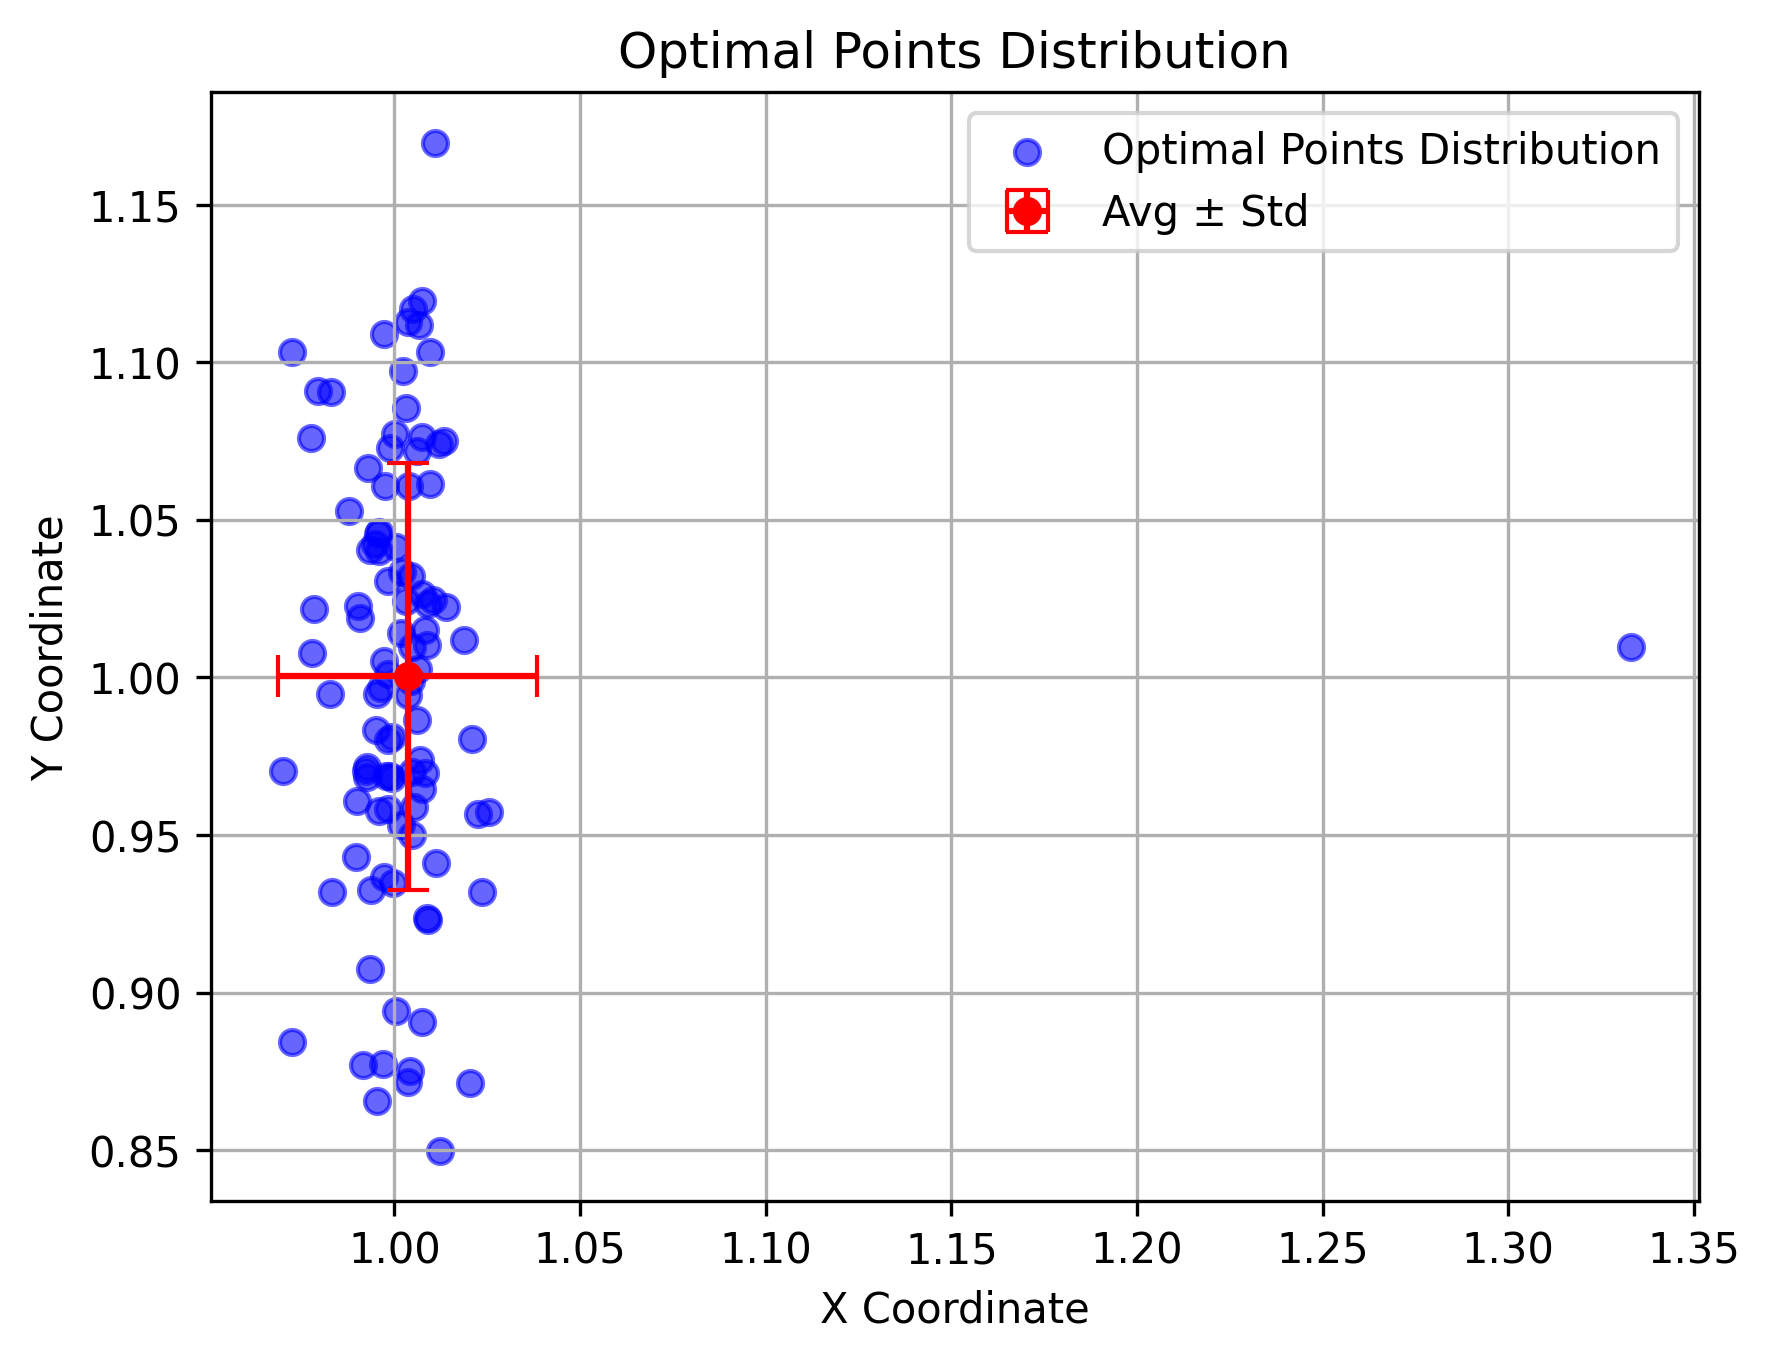 Optimal Points Distribution
Optimal Points Distribution
Avg ± Std
Y Coordinate
1.15
1.10
1.05
1.00
0.95
0.90
0.85
1.00 1.05 1.10 1.15 1.20 1.25 1.30 1.35
X Coordinate